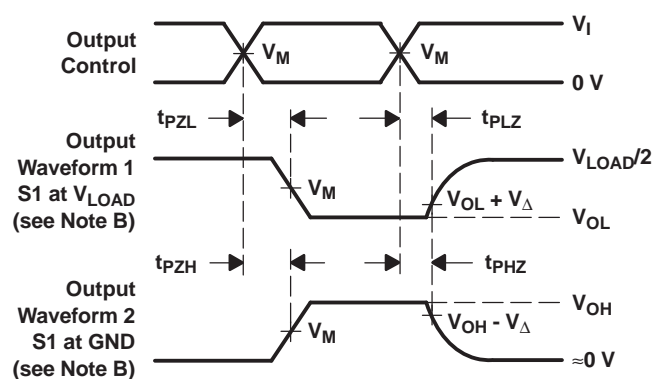 Output
Control
V_M
V_M
V_I
0 V
t_PZL
t_PLZ
Output
Waveform 1
S1 at V_LOAD
(see Note B)
V_M
V_OL + V_Δ
V_LOAD/2
V_OL
t_PZH
t_PHZ
Output
Waveform 2
S1 at GND
(see Note B)
V_M
V_OH - V_Δ
V_OH
≈0 V